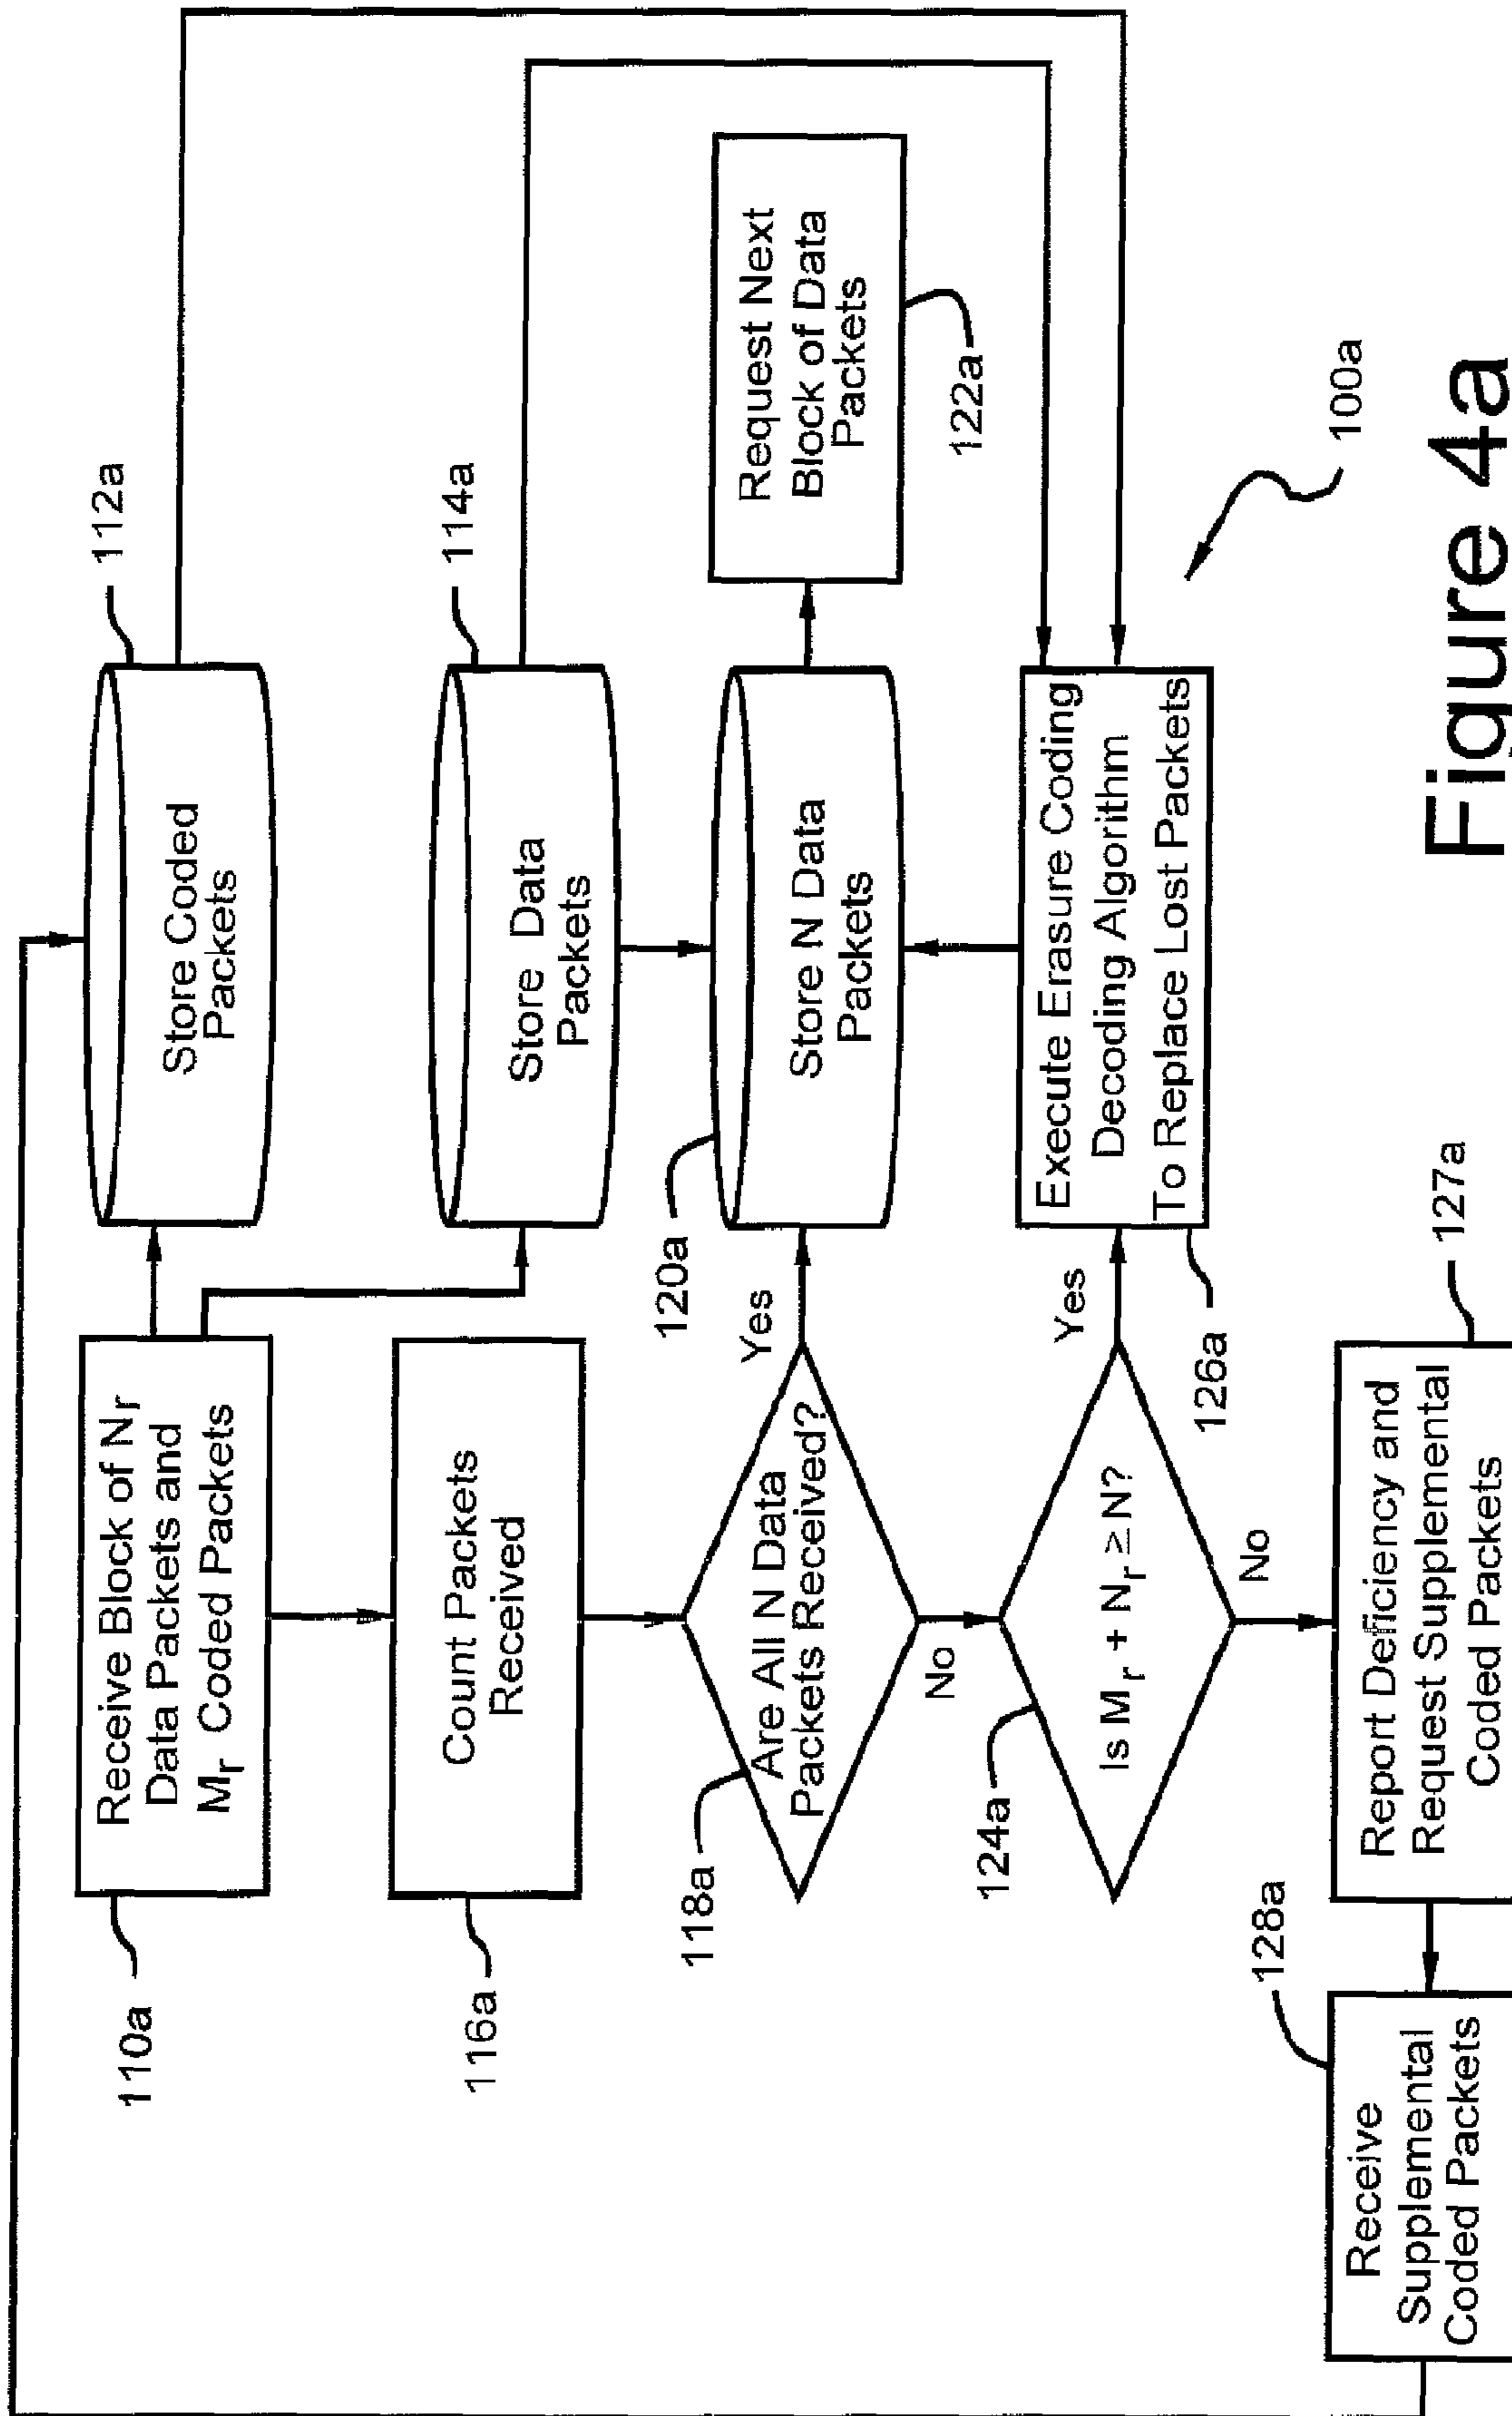 112a
Receive Block of Nr
Data Packets and
Mr Coded Packets
Store Coded
Packets
110a
114a
Count Packets
Received
Store Data
Packets
116a
120a
Are All N Data
Packets Received?
Yes
Store N Data
Packets
Request Next
Block of Data
Packets
118a
No
122a
124a
Is Mr + Nr ≥ N?
Yes
Execute Erasure Coding
Decoding Algorithm
To Replace Lost Packets
126a
No
100a
128a
Receive
Supplemental
Coded Packets
Report Deficiency and
Request Supplemental
Coded Packets
127a
Figure 4a